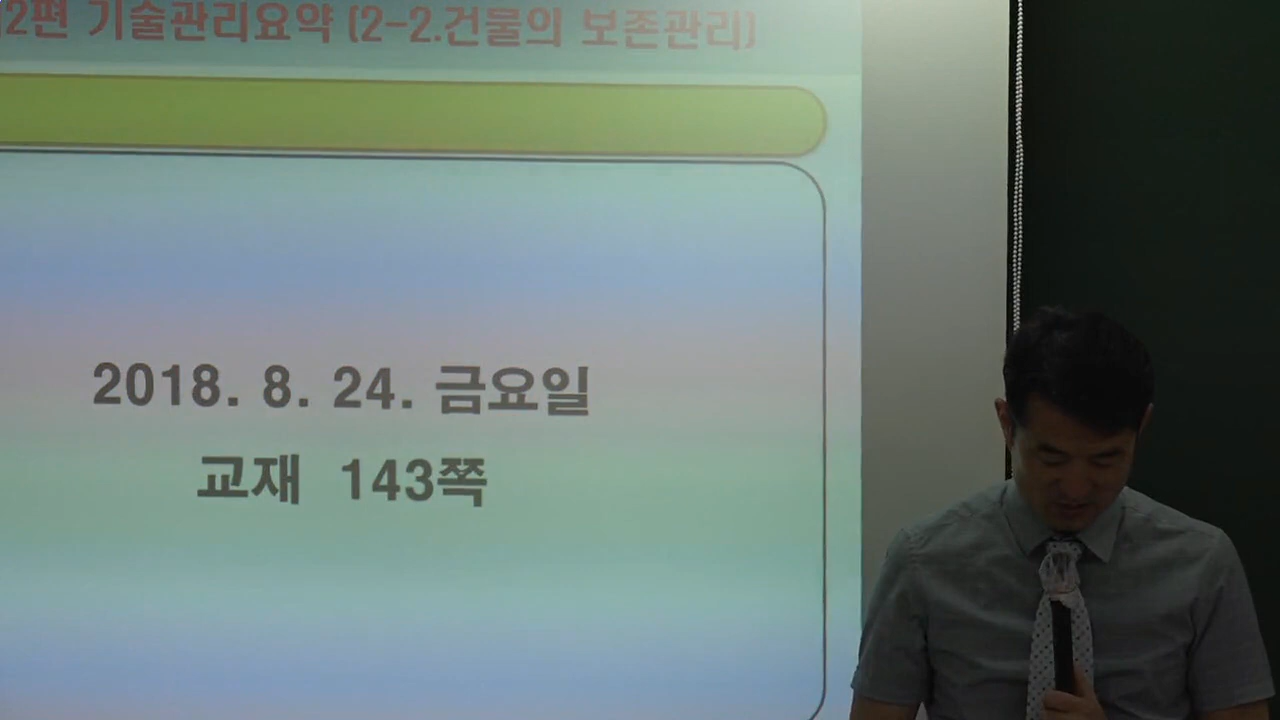 2편 기술관리요약 (2-2.건물의 보존관리)
2018. 8. 24. 금요일
교재 143쪽